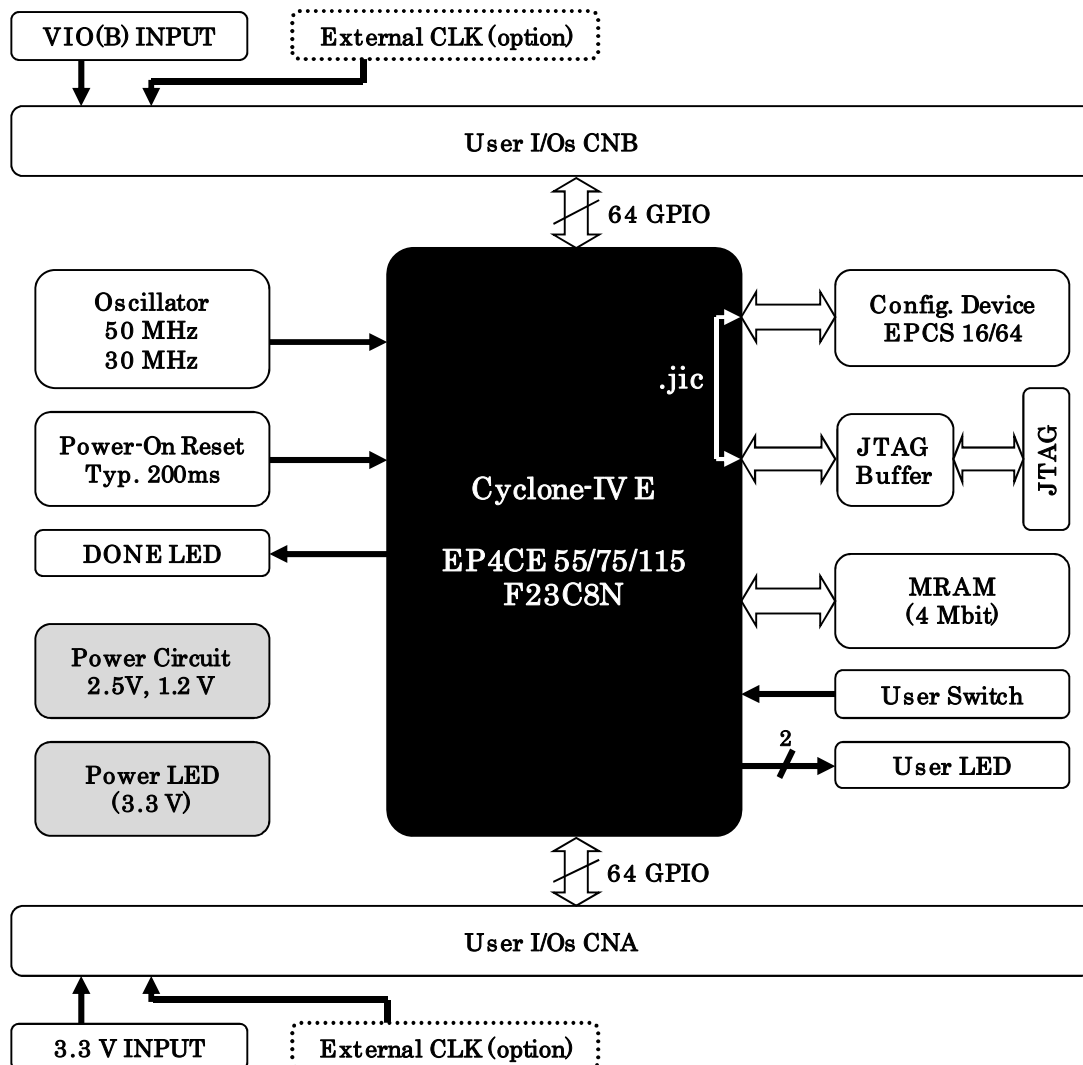 VIO(B) INPUT
External CLK (option)
User I/Os CNB
64 GPIO
Oscillator
50 MHz
30 MHz
Power-On Reset
Typ. 200ms
DONE LED
Power Circuit
2.5V, 1.2 V
Power LED
(3.3 V)
.jic
Cyclone-IV E
EP4CE 55/75/115
F23C8N
Config. Device
EPCS 16/64
JTAG
Buffer
JTAG
MRAM
(4 Mbit)
User Switch
2
User LED
64 GPIO
User I/Os CNA
3.3 V INPUT
External CLK (option)